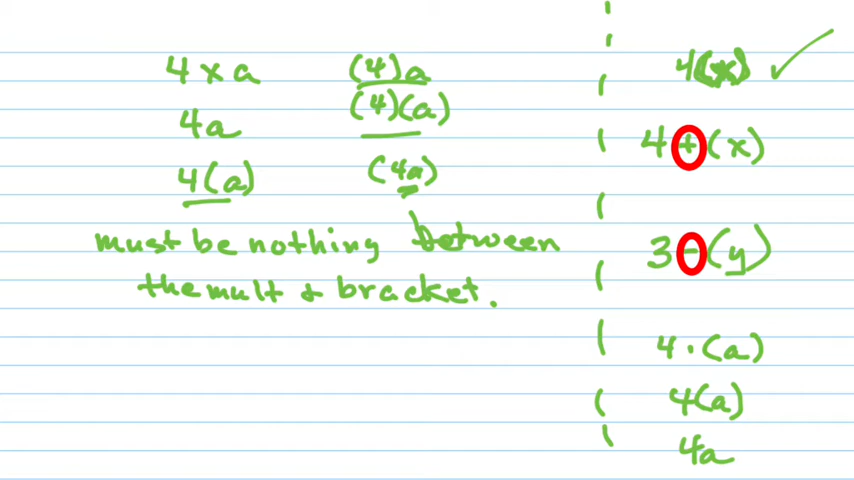 4 x a
4a
4(a)
(4)a
(4)(a)
(4a)
must be nothing between
the mult + bracket.
4(x)
4 + (x)
3 - (y)
4 · (a)
4(a)
4a